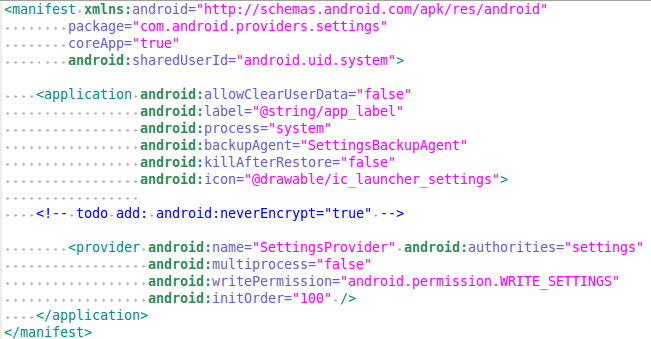 <manifest xmlns:android="http://schemas.android.com/apk/res/android"
        package="com.android.providers.settings"
        coreApp="true"
        android:sharedUserId="android.uid.system">

    <application android:allowClearUserData="false"
                 android:label="@string/app_label"
                 android:process="system"
                 android:backupAgent="SettingsBackupAgent"
                 android:killAfterRestore="false"
                 android:icon="@drawable/ic_launcher_settings">

    <!-- todo add: android:neverEncrypt="true" -->

        <provider android:name="SettingsProvider" android:authorities="settings"
                  android:multiprocess="false"
                  android:writePermission="android.permission.WRITE_SETTINGS"
                  android:initOrder="100" />
    </application>
</manifest>